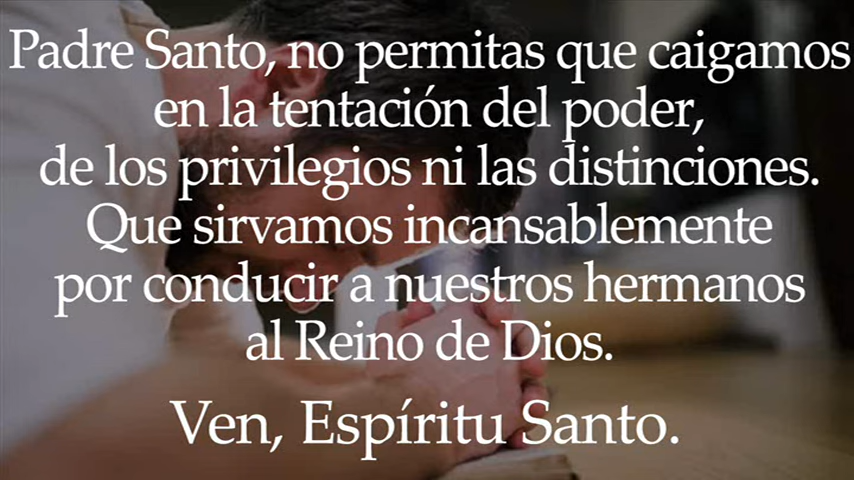 Padre Santo, no permitas que caigamos
en la tentación del poder,
de los privilegios ni las distinciones.
Que sirvamos incansablemente
por conducir a nuestros hermanos
al Reino de Dios.
Ven, Espíritu Santo.